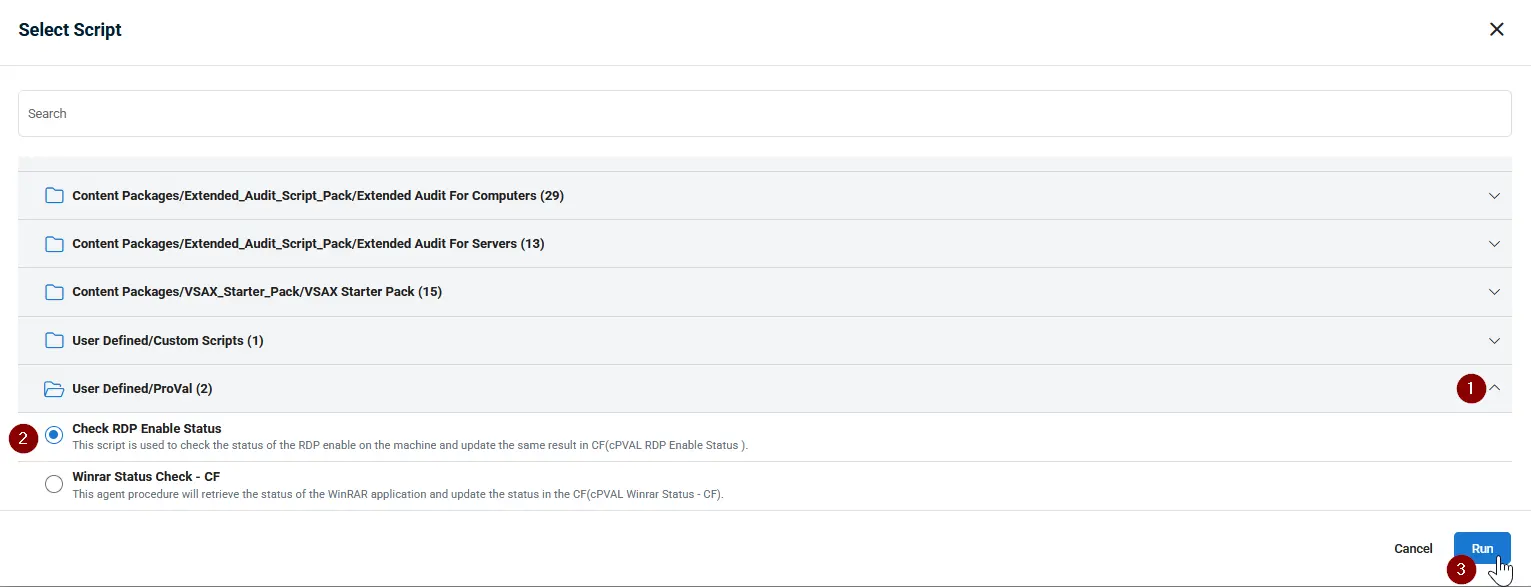 Select Script
Search
Content Packages/Extended_Audit_Script_Pack/Extended Audit For Computers (29)
Content Packages/Extended_Audit_Script_Pack/Extended Audit For Servers (13)
Content Packages/VSAX_Starter_Pack/VSAX Starter Pack (15)
User Defined/Custom Scripts (1)
User Defined/ProVal (2)
1
2
Check RDP Enable Status
This script is used to check the status of the RDP enable on the machine and update the same result in CF(cPVAL RDP Enable Status ).
Winrar Status Check - CF
This agent procedure will retrieve the status of the WinRAR application and update the status in the CF(cPVAL Winrar Status - CF).
Cancel
Run
3